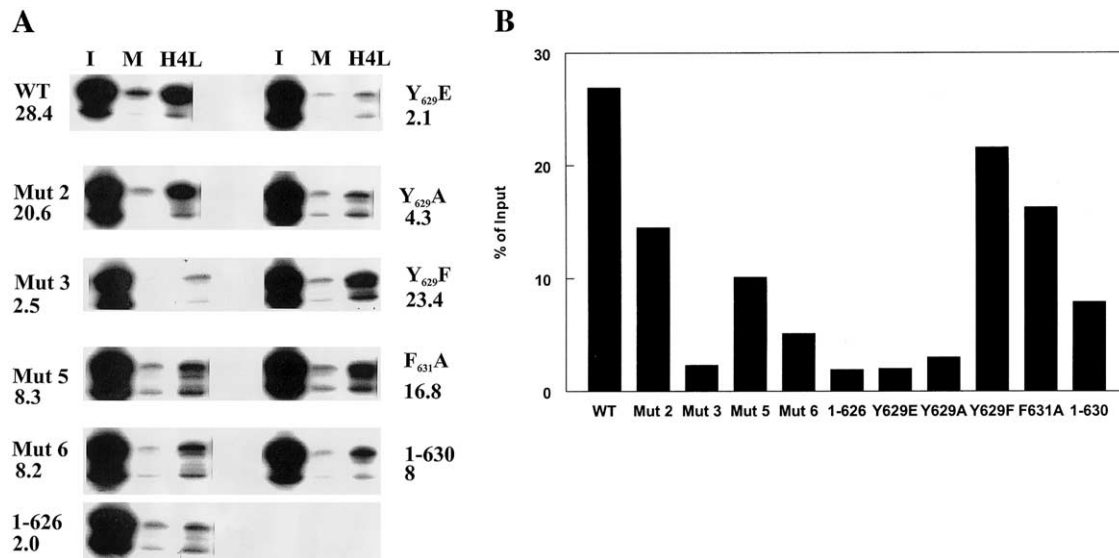 A
I M H4L I M H4L
WT
28.4
Y₆₂₉E
2.1
Mut 2
20.6
Y₆₂₉A
4.3
Mut 3
2.5
Y₆₂₉F
23.4
Mut 5
8.3
F₆₃₁A
16.8
Mut 6
8.2
1-630
8
1-626
2.0
B
30
20
10
0
% of Input
WT Mut 2 Mut 3 Mut 5 Mut 6 1-626 Y629E Y629A Y629F F631A 1-630